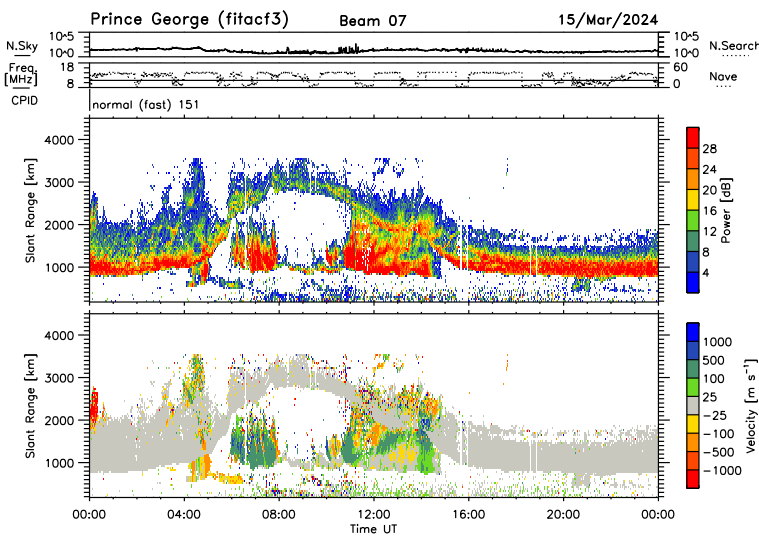 Prince George (fitacf3) Beam 07 15/Mar/2024
N.Sky 10^5 10^0 10^5 10^0 N.Search
Freq [MHz] 18 8 60 0 Nave
CPID normal (fast) 151
Slant Range [km] 4000 3000 2000 1000
28 24 20 16 12 8 4 Power [dB]
Slant Range [km] 4000 3000 2000 1000
1000 500 100 25 −25 −100 −500 −1000 Velocity [m s⁻¹]
00:00 04:00 08:00 12:00 16:00 20:00 00:00
Time UT